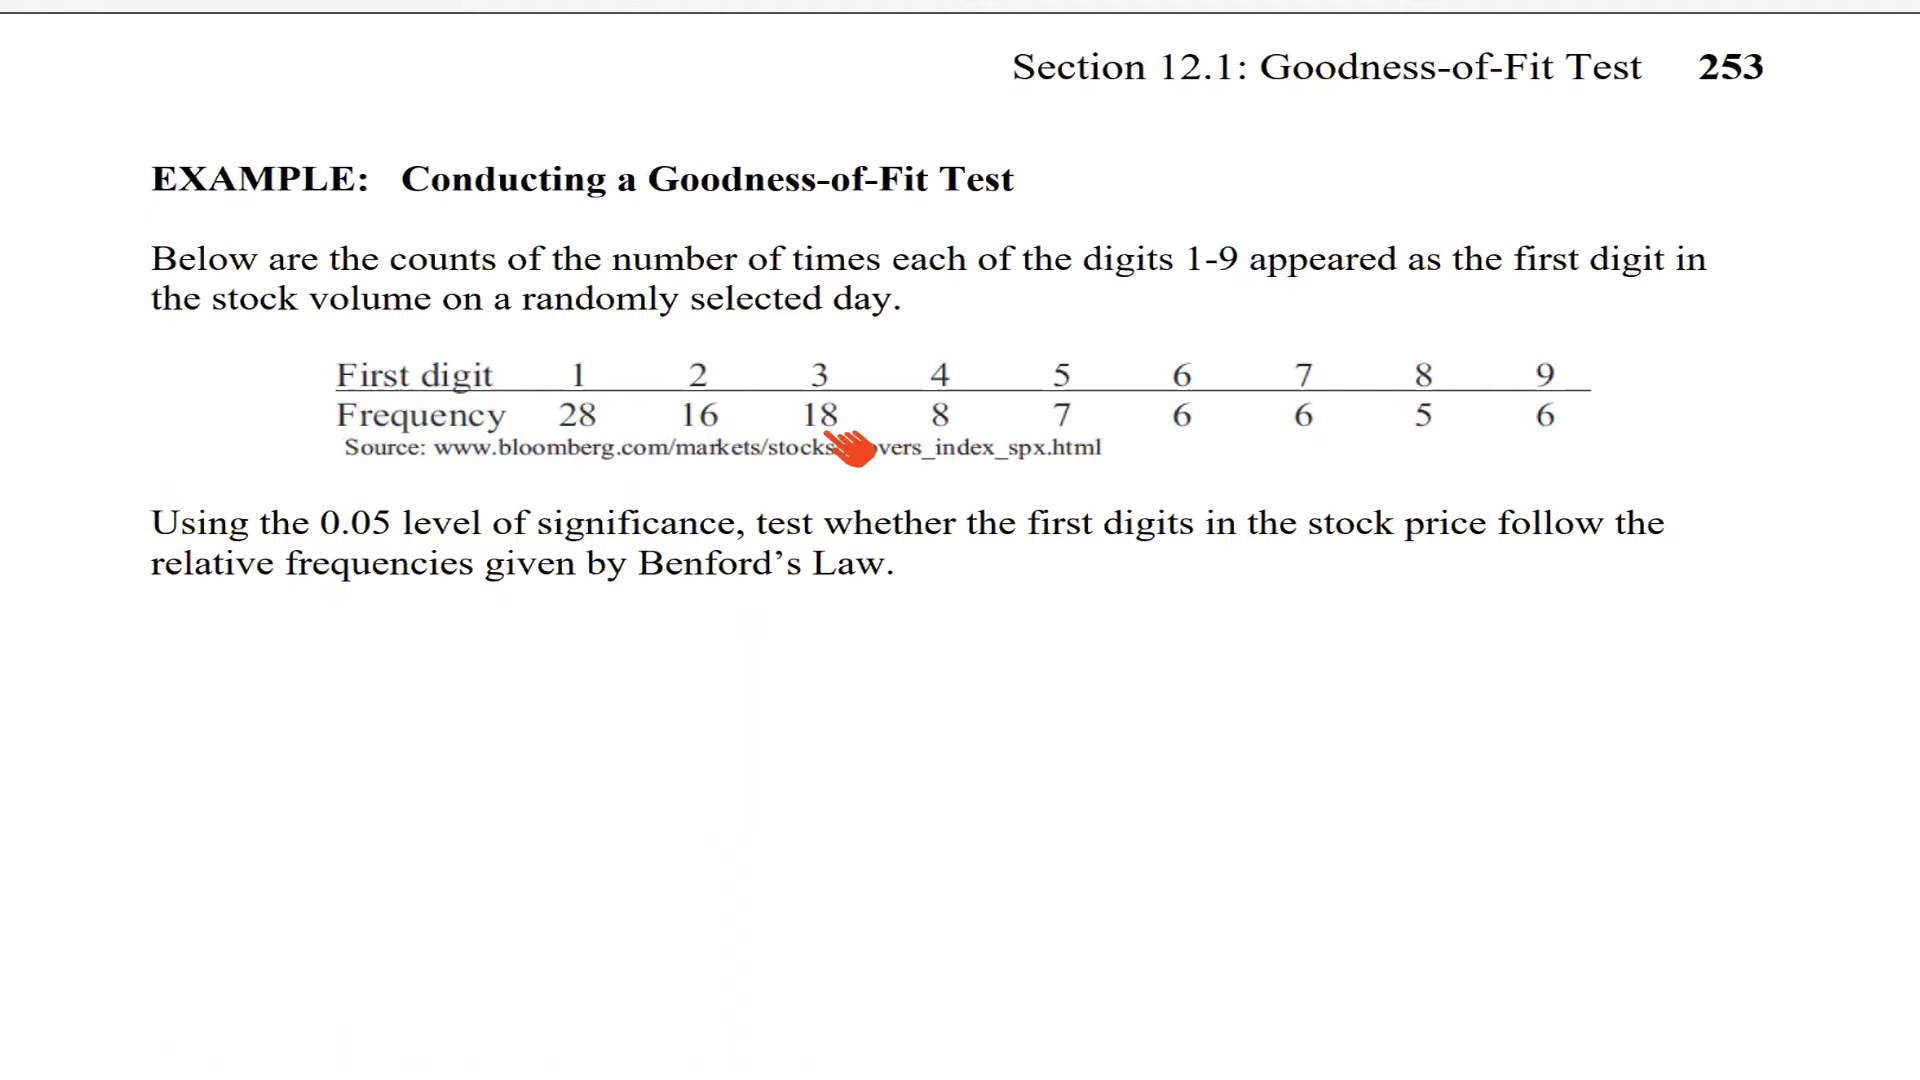 Section 12.1: Goodness-of-Fit Test 253
EXAMPLE: Conducting a Goodness-of-Fit Test
Below are the counts of the number of times each of the digits 1-9 appeared as the first digit in
the stock volume on a randomly selected day.
First digit 1 2 3 4 5 6 7 8 9
Frequency 28 16 18 8 7 6 6 5 6
Source: www.bloomberg.com/markets/stocks vers_index_spx.html
Using the 0.05 level of significance, test whether the first digits in the stock price follow the
relative frequencies given by Benford’s Law.